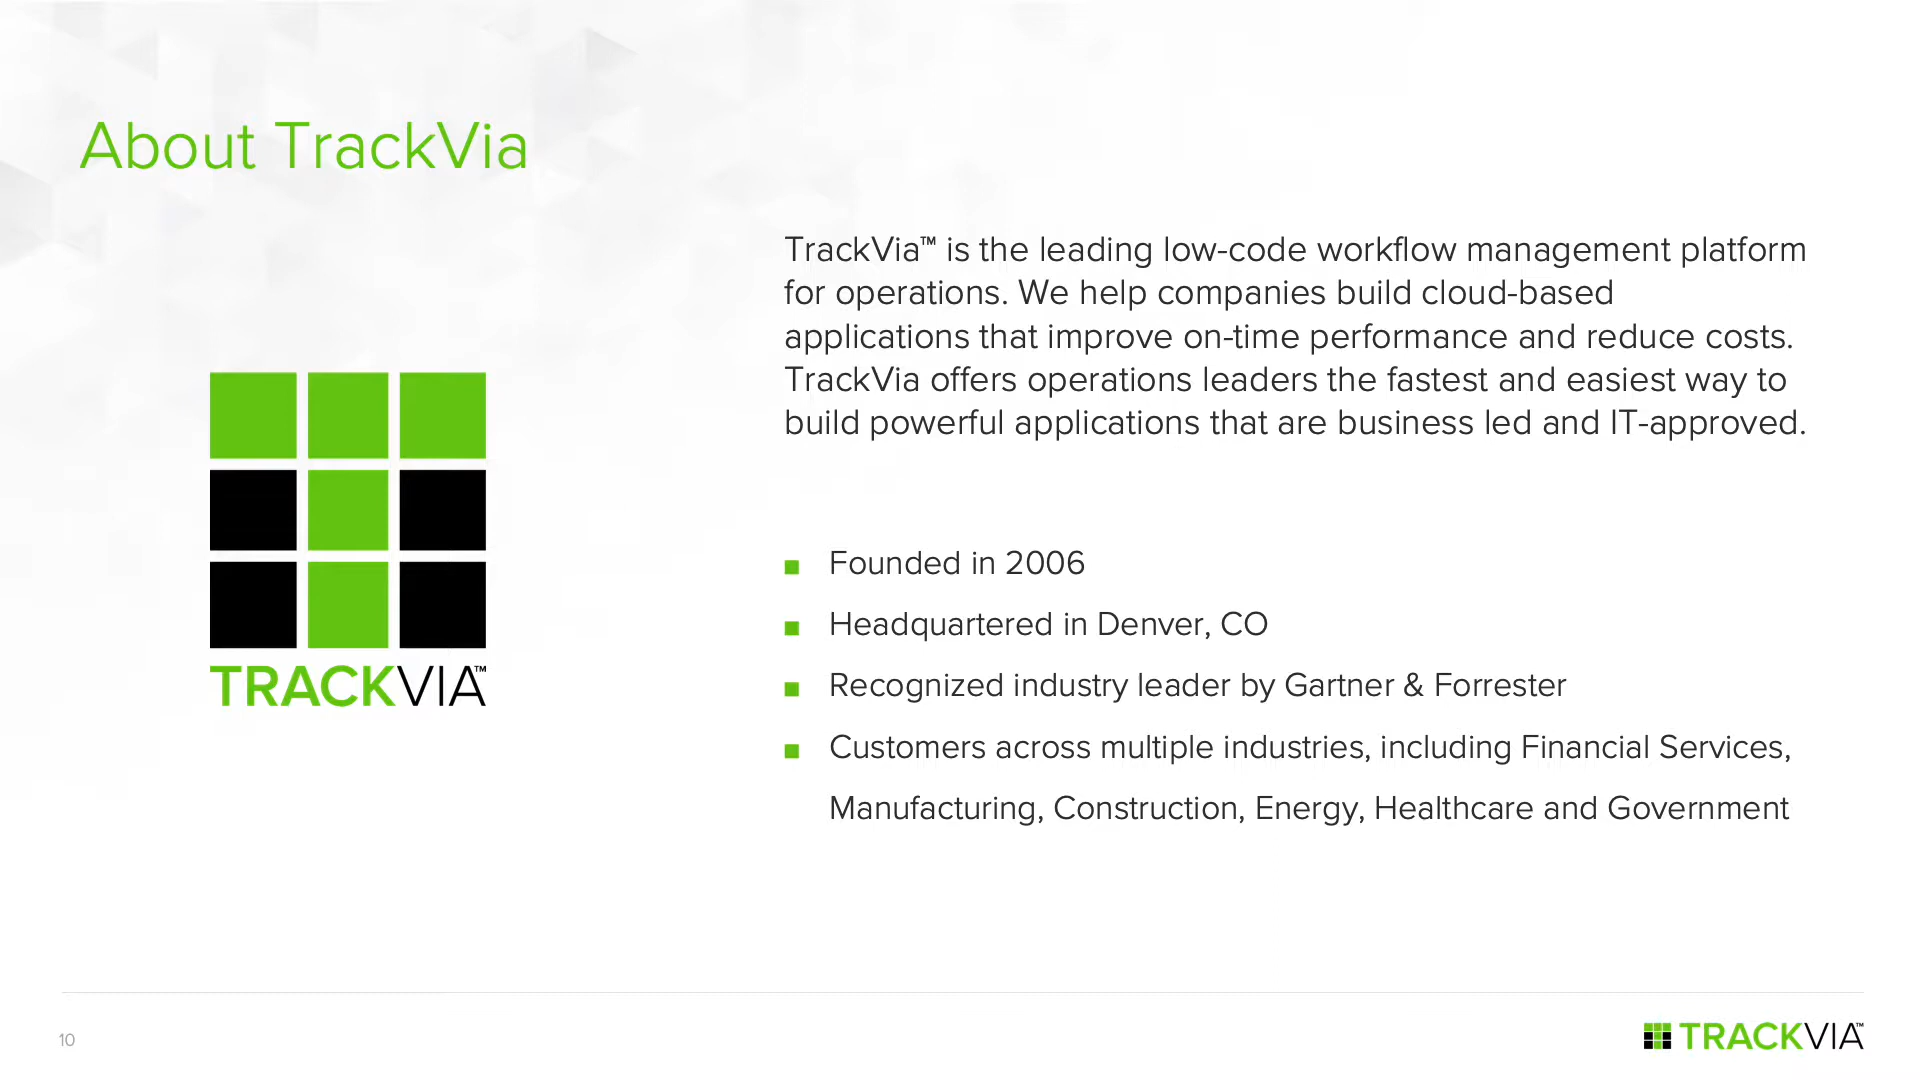 About TrackVia
TrackVia™ is the leading low-code workflow management platform
for operations. We help companies build cloud-based
applications that improve on-time performance and reduce costs.
TrackVia offers operations leaders the fastest and easiest way to
build powerful applications that are business led and IT-approved.
TRACKVIA™
■ Founded in 2006
■ Headquartered in Denver, CO
■ Recognized industry leader by Gartner & Forrester
■ Customers across multiple industries, including Financial Services,
Manufacturing, Construction, Energy, Healthcare and Government
10
TRACKVIA™